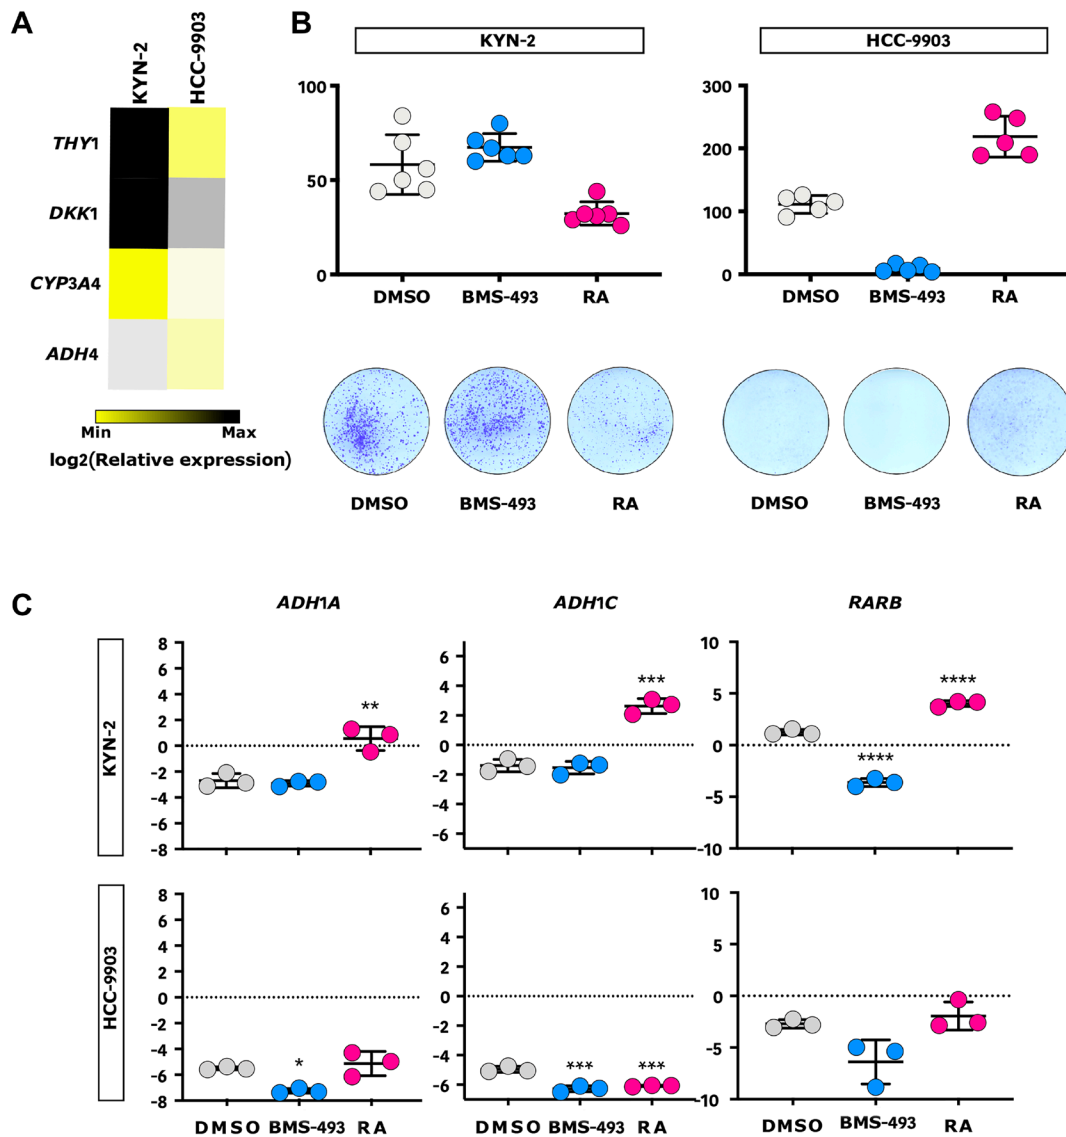 A
KYN-2
HCC-9903
THY1
DKK1
CYP3A4
ADH4
Min
Max
log2(Relative expression)
B
KYN-2
HCC-9903
100
50
0
DMSO
BMS-493
RA
300
200
100
0
DMSO
BMS-493
RA
DMSO
BMS-493
RA
DMSO
BMS-493
RA
C
ADH1A
ADH1C
RARB
KYN-2
8
6
4
2
0
-2
-4
-6
-8
**
6
4
2
0
-2
-4
-6
***
10
5
0
-5
-10
****
****
HCC-9903
8
6
4
2
0
-2
-4
-6
-8
*
DMSO
BMS-493
RA
6
4
2
0
-2
-4
-6
***
***
DMSO
BMS-493
RA
10
5
0
-5
-10
DMSO
BMS-493
RA